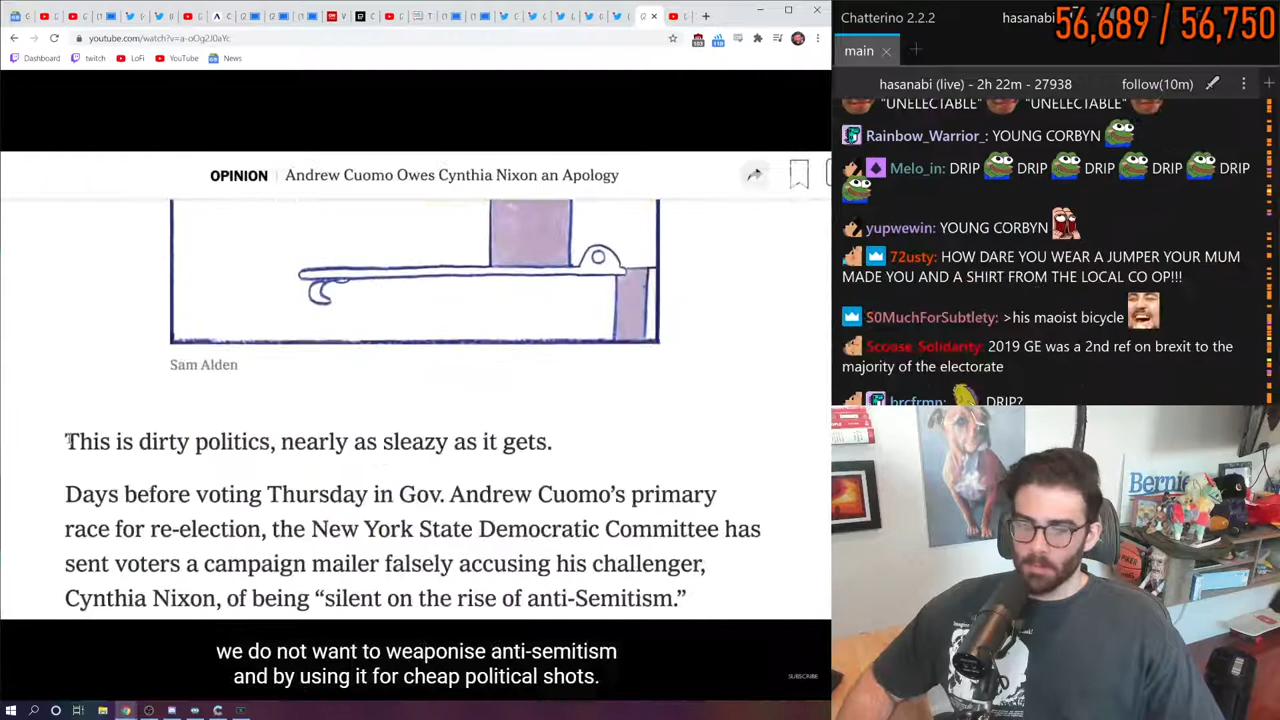 youtube.com/watch?v=a-oOg2J0aYc
Dashboard
twitch
LoFi
YouTube
News
OPINION | Andrew Cuomo Owes Cynthia Nixon an Apology
Sam Alden
This is dirty politics, nearly as sleazy as it gets.
Days before voting Thursday in Gov. Andrew Cuomo’s primary
race for re-election, the New York State Democratic Committee has
sent voters a campaign mailer falsely accusing his challenger,
Cynthia Nixon, of being “silent on the rise of anti-Semitism.”
we do not want to weaponise anti-semitism
and by using it for cheap political shots.
SUBSCRIBE
Chatterino 2.2.2
hasanabi
56,689 / 56,750
main
hasanabi (live) - 2h 22m - 27938
follow(10m)
"UNELECTABLE" "UNELECTABLE"
Rainbow_Warrior_: YOUNG CORBYN
Melo_in: DRIP DRIP DRIP DRIP DRIP
yupwewin: YOUNG CORBYN
72usty: HOW DARE YOU WEAR A JUMPER YOUR MUM
MADE YOU AND A SHIRT FROM THE LOCAL CO OP!!!
S0MuchForSubtlety: >his maoist bicycle
Scoose_Solidarity: 2019 GE was a 2nd ref on brexit to the
majority of the electorate
brcfrmp: DRIP?
Bernie